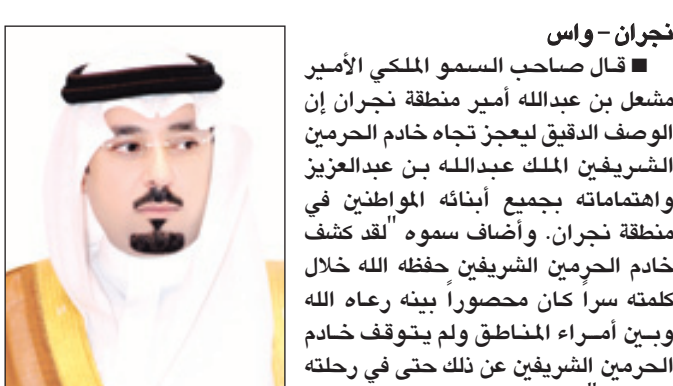 نجران – واس
■ قال صاحب السمو الملكي الأمير
مشعل بن عبدالله أمير منطقة نجران إن
الوصف الدقيق ليعجز تجاه خادم الحرمين
الشريفين الملك عبدالله بن عبدالعزيز
واهتماماته بجميع أبنائه المواطنين في
منطقة نجران. وأضاف سموه "لقد كشف
خادم الحرمين الشريفين حفظه الله خلال
كلمته سراً كان محصوراً بينه رعاه الله
وبين أمراء المناطق ولم يتوقف خادم
الحرمين الشريفين عن ذلك حتى في رحلته